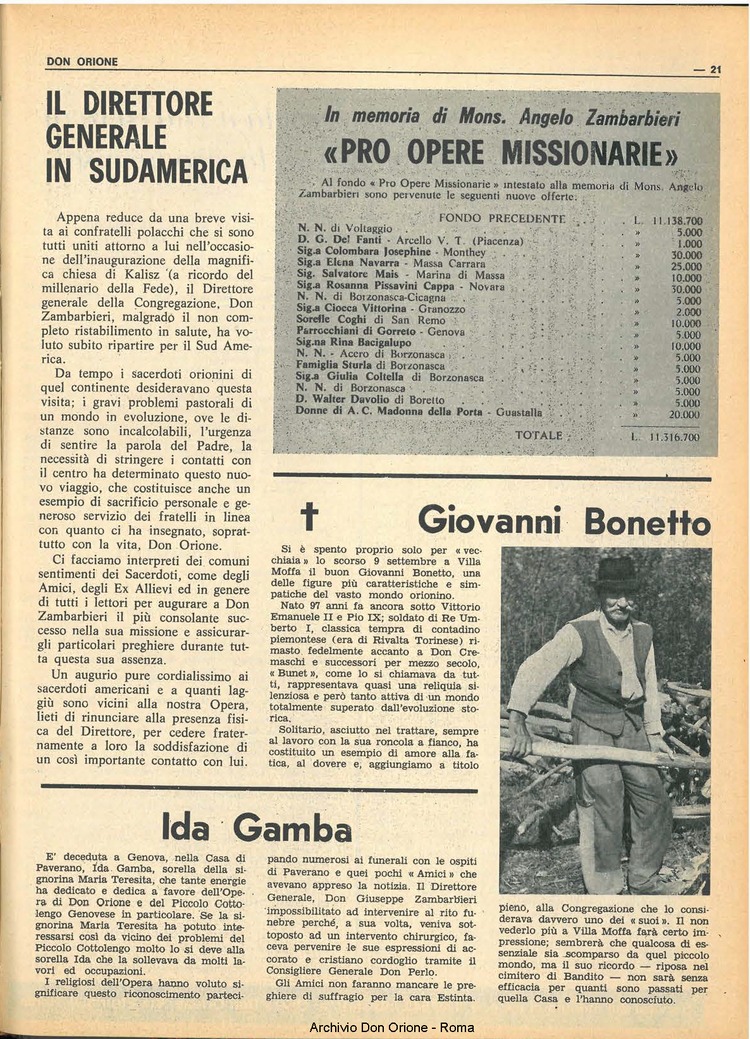 DON ORIONE
— 21
IL DIRETTORE
GENERALE
IN SUDAMERICA
Appena reduce da una breve visi-
ta ai confratelli polacchi che si sono
tutti uniti attorno a lui nell'occasio-
ne dell'inaugurazione della magnifi-
ca chiesa di Kalisz (a ricordo del
millenario della Fede), il Direttore
generale della Congregazione, Don
Zambarbieri, malgrado il non com-
pleto ristabilimento in salute, ha vo-
luto subito ripartire per il Sud Ame-
rica.
Da tempo i sacerdoti orionini di
quel continente desideravano questa
visita; i gravi problemi pastorali di
un mondo in evoluzione, ove le di-
stanze sono incalcolabili, l'urgenza
di sentire la parola del Padre, la
necessità di stringere i contatti con
il centro ha determinato questo nuo-
vo viaggio, che costituisce anche un
esempio di sacrificio personale e ge-
neroso servizio dei fratelli in linea
con quanto ci ha insegnato, soprat-
tutto con la vita, Don Orione.
Ci facciamo interpreti dei comuni
sentimenti dei Sacerdoti, come degli
Amici, degli Ex Allievi ed in genere
di tutti i lettori per augurare a Don
Zambarbieri il più consolante suc-
cesso nella sua missione e assicurar-
gli particolari preghiere durante tut-
ta questa sua assenza.
Un augurio pure cordialissimo ai
sacerdoti americani e a quanti lag-
giù sono vicini alla nostra Opera,
lieti di rinunciare alla presenza fisi-
ca del Direttore, per cedere frater-
namente a loro la soddisfazione di
un così importante contatto con lui.
In memoria di Mons. Angelo Zambarbieri
«PRO OPERE MISSIONARIE»
Al fondo « Pro Opere Missionarie » intestato alla memoria di Mons. Angelo
Zambarbieri sono pervenute le seguenti nuove offerte:
FONDO PRECEDENTE L. 11.138.700
N. N. di Voltaggio » 5.000
D. G. Del Fanti - Arcello V. T. (Piacenza) » 1.000
Sig.a Colombara Josephine - Monthey » 30.000
Sig.a Elena Navarra - Massa Carrara » 25.000
Sig. Salvatore Mais - Marina di Massa » 10.000
Sig.a Rosanna Pissavini Cappa - Novara » 30.000
N. N. di Borzonasca-Cicagna » 5.000
Sig.a Ciocca Vittorina - Granozzo » 2.000
Sorelle Coghi di San Remo » 10.000
Parrocchiani di Gorreto - Genova » 5.000
Sig.na Rina Bacigalupo » 10.000
N. N. - Acero di Borzonasca » 5.000
Famiglia Sturla di Borzonasca » 5.000
Sig.a Giulia Coltella di Borzonasca » 5.000
N. N. di Borzonasca » 5.000
D. Walter Davolio di Boretto » 5.000
Donne di A. C. Madonna della Porta - Guastalla » 20.000
TOTALE L. 11.316.700
† Giovanni Bonetto
Si è spento proprio solo per « vec-
chiaia » lo scorso 9 settembre a Villa
Moffa il buon Giovanni Bonetto, una
delle figure più caratteristiche e sim-
patiche del vasto mondo orionino.
Nato 97 anni fa ancora sotto Vittorio
Emanuele II e Pio IX; soldato di Re Um-
berto I, classica tempra di contadino
piemontese (era di Rivalta Torinese) ri-
masto fedelmente accanto a Don Cre-
maschi e successori per mezzo secolo,
« Bunet », come lo si chiamava da tut-
ti, rappresentava quasi una reliquia si-
lenziosa e però tanto attiva di un mondo
totalmente superato dall'evoluzione sto-
rica.
Solitario, asciutto nel trattare, sempre
al lavoro con la sua roncola a fianco, ha
costituito un esempio di amore alla fa-
tica, al dovere e, aggiungiamo a titolo
pieno, alla Congregazione che lo consi-
derava davvero uno dei « suoi ». Il non
vederlo più a Villa Moffa farà certo im-
pressione; sembrerà che qualcosa di es-
senziale sia scomparso da quel piccolo
mondo, ma il suo ricordo — riposa nel
cimitero di Bandito — non sarà senza
efficacia per quanti sono passati per
quella Casa e l'hanno conosciuto.
Ida Gamba
E' deceduta a Genova, nella Casa di
Paverano, Ida Gamba, sorella della si-
gnorina Maria Teresita, che tante energie
ha dedicato e dedica a favore dell'Ope-
ra di Don Orione e del Piccolo Cotto-
lengo Genovese in particolare. Se la si-
gnorina Maria Teresita ha potuto inte-
ressarsi così da vicino dei problemi del
Piccolo Cottolengo molto lo si deve alla
sorella Ida che la sollevava da molti la-
vori ed occupazioni.
I religiosi dell'Opera hanno voluto si-
gnificare questo riconoscimento parteci-
pando numerosi ai funerali con le ospiti
di Paverano e quei pochi « Amici » che
avevano appreso la notizia. Il Direttore
Generale, Don Giuseppe Zambarbieri
impossibilitato ad intervenire al rito fu-
nebre perché, a sua volta, veniva sot-
toposto ad un intervento chirurgico, fa-
ceva pervenire le sue espressioni di ac-
corato e cristiano cordoglio tramite il
Consigliere Generale Don Perlo.
Gli Amici non faranno mancare le pre-
ghiere di suffragio per la cara Estinta.
Archivio Don Orione - Roma